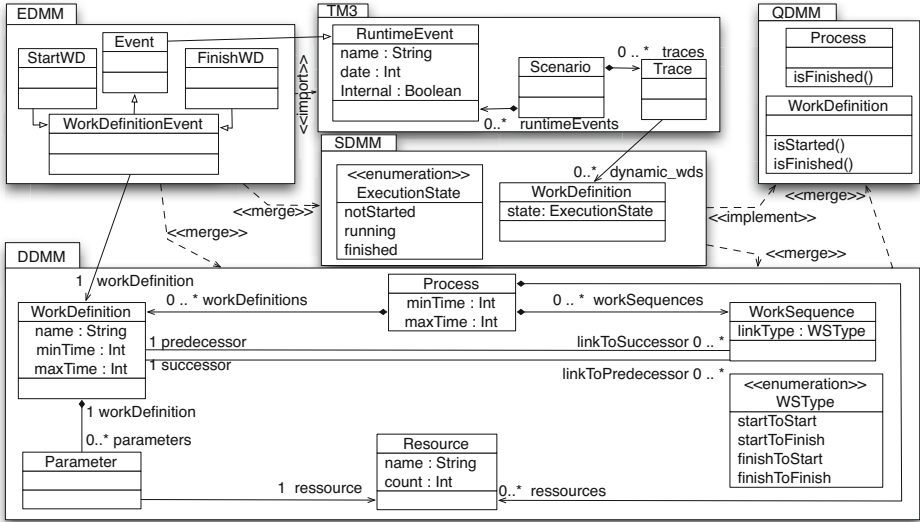 EDMM
Event
StartWD
FinishWD
WorkDefinitionEvent
<<import>>
TM3
RuntimeEvent
name : String
date : Int
Internal : Boolean
0 .. * traces
Scenario
Trace
0..* runtimeEvents
QDMM
Process
isFinished()
WorkDefinition
isStarted()
isFinished()
SDMM
<<enumeration>>
ExecutionState
notStarted
running
finished
0..* dynamic_wds
WorkDefinition
state: ExecutionState
<<merge>>
<<merge>>
<<merge>>
<<implement>>
<<merge>>
DDMM
1 workDefinition
WorkDefinition
name : String
minTime : Int
maxTime : Int
0 .. * workDefinitions
Process
minTime : Int
maxTime : Int
0 .. * workSequences
WorkSequence
linkType : WSType
1 predecessor
linkToSuccessor 0 .. *
1 successor
linkToPredecessor 0 .. *
<<enumeration>>
WSType
startToStart
startToFinish
finishToStart
finishToFinish
1 workDefinition
0..* parameters
Parameter
1 ressource
Resource
name : String
count : Int
0..* ressources